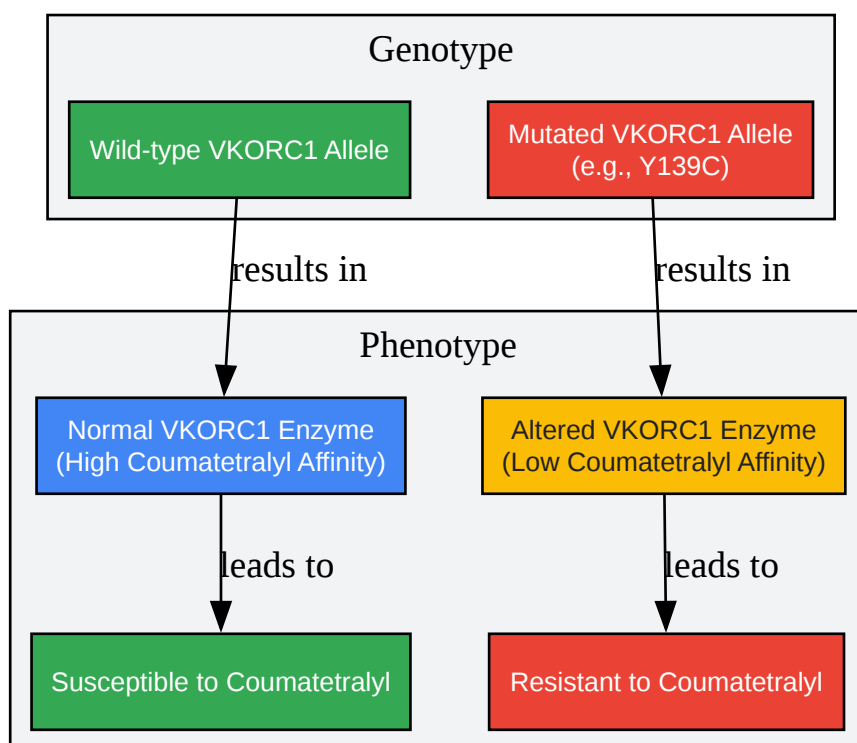 Genotype
Wild-type VKORC1 Allele
Mutated VKORC1 Allele
(e.g., Y139C)
results in
results in
Phenotype
Normal VKORC1 Enzyme
(High Coumatetralyl Affinity)
Altered VKORC1 Enzyme
(Low Coumatetralyl Affinity)
leads to
leads to
Susceptible to Coumatetralyl
Resistant to Coumatetralyl